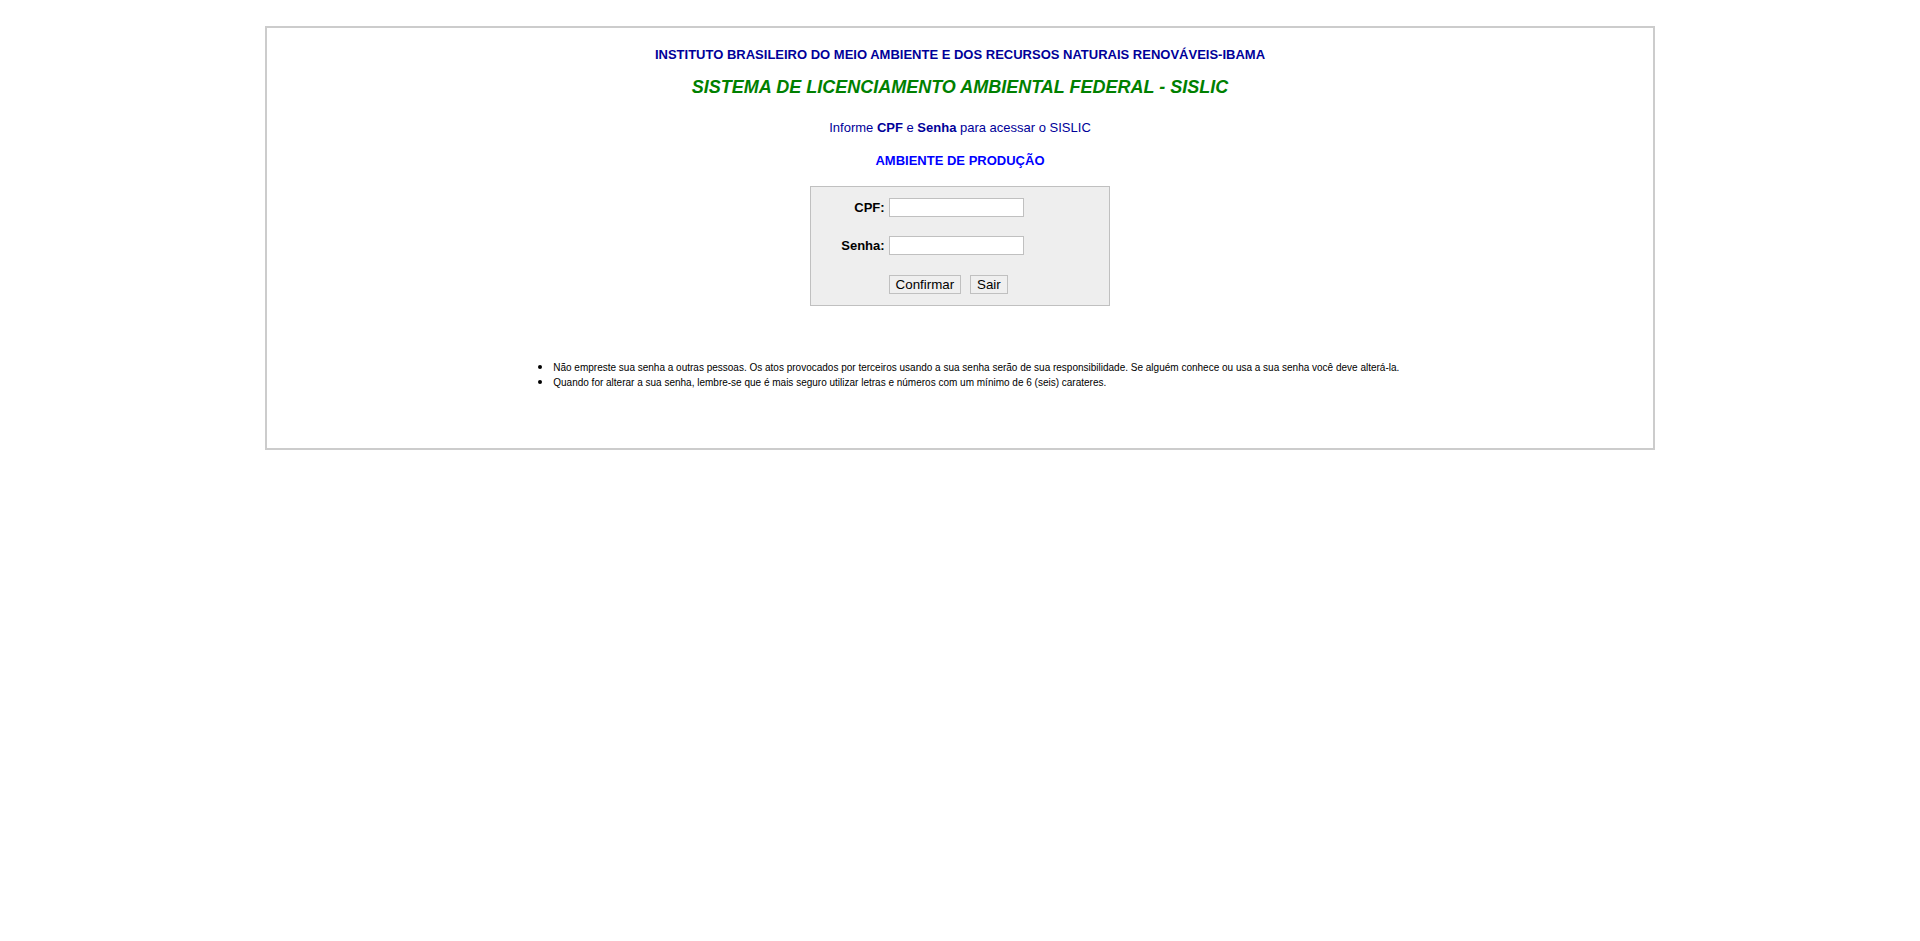 INSTITUTO BRASILEIRO DO MEIO AMBIENTE E DOS RECURSOS NATURAIS RENOVÁVEIS-IBAMA
SISTEMA DE LICENCIAMENTO AMBIENTAL FEDERAL - SISLIC
Informe CPF e Senha para acessar o SISLIC
AMBIENTE DE PRODUÇÃO
CPF:
Senha:
Confirmar Sair
Não empreste sua senha a outras pessoas. Os atos provocados por terceiros usando a sua senha serão de sua responsibilidade. Se alguém conhece ou usa a sua senha você deve alterá-la.
Quando for alterar a sua senha, lembre-se que é mais seguro utilizar letras e números com um mínimo de 6 (seis) carateres.